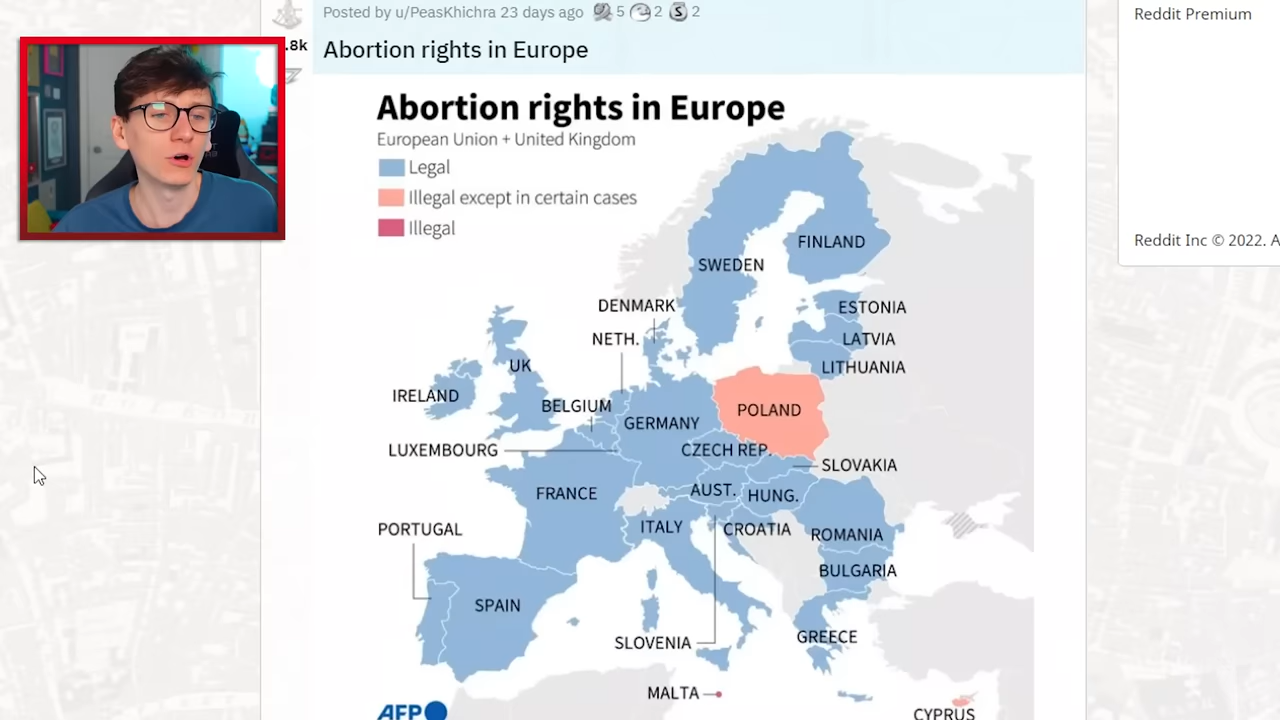 Posted by u/PeasKhichra 23 days ago 5 2 2
Reddit Premium
.8k
Abortion rights in Europe
Abortion rights in Europe
European Union + United Kingdom
Legal
Illegal except in certain cases
Illegal
Reddit Inc © 2022. A
FINLAND
SWEDEN
DENMARK
ESTONIA
NETH.
LATVIA
UK
LITHUANIA
IRELAND
BELGIUM
POLAND
GERMANY
LUXEMBOURG
CZECH REP.
SLOVAKIA
FRANCE
AUST.
HUNG.
PORTUGAL
ITALY
CROATIA
ROMANIA
BULGARIA
SPAIN
SLOVENIA
GREECE
MALTA
AFP
CYPRUS